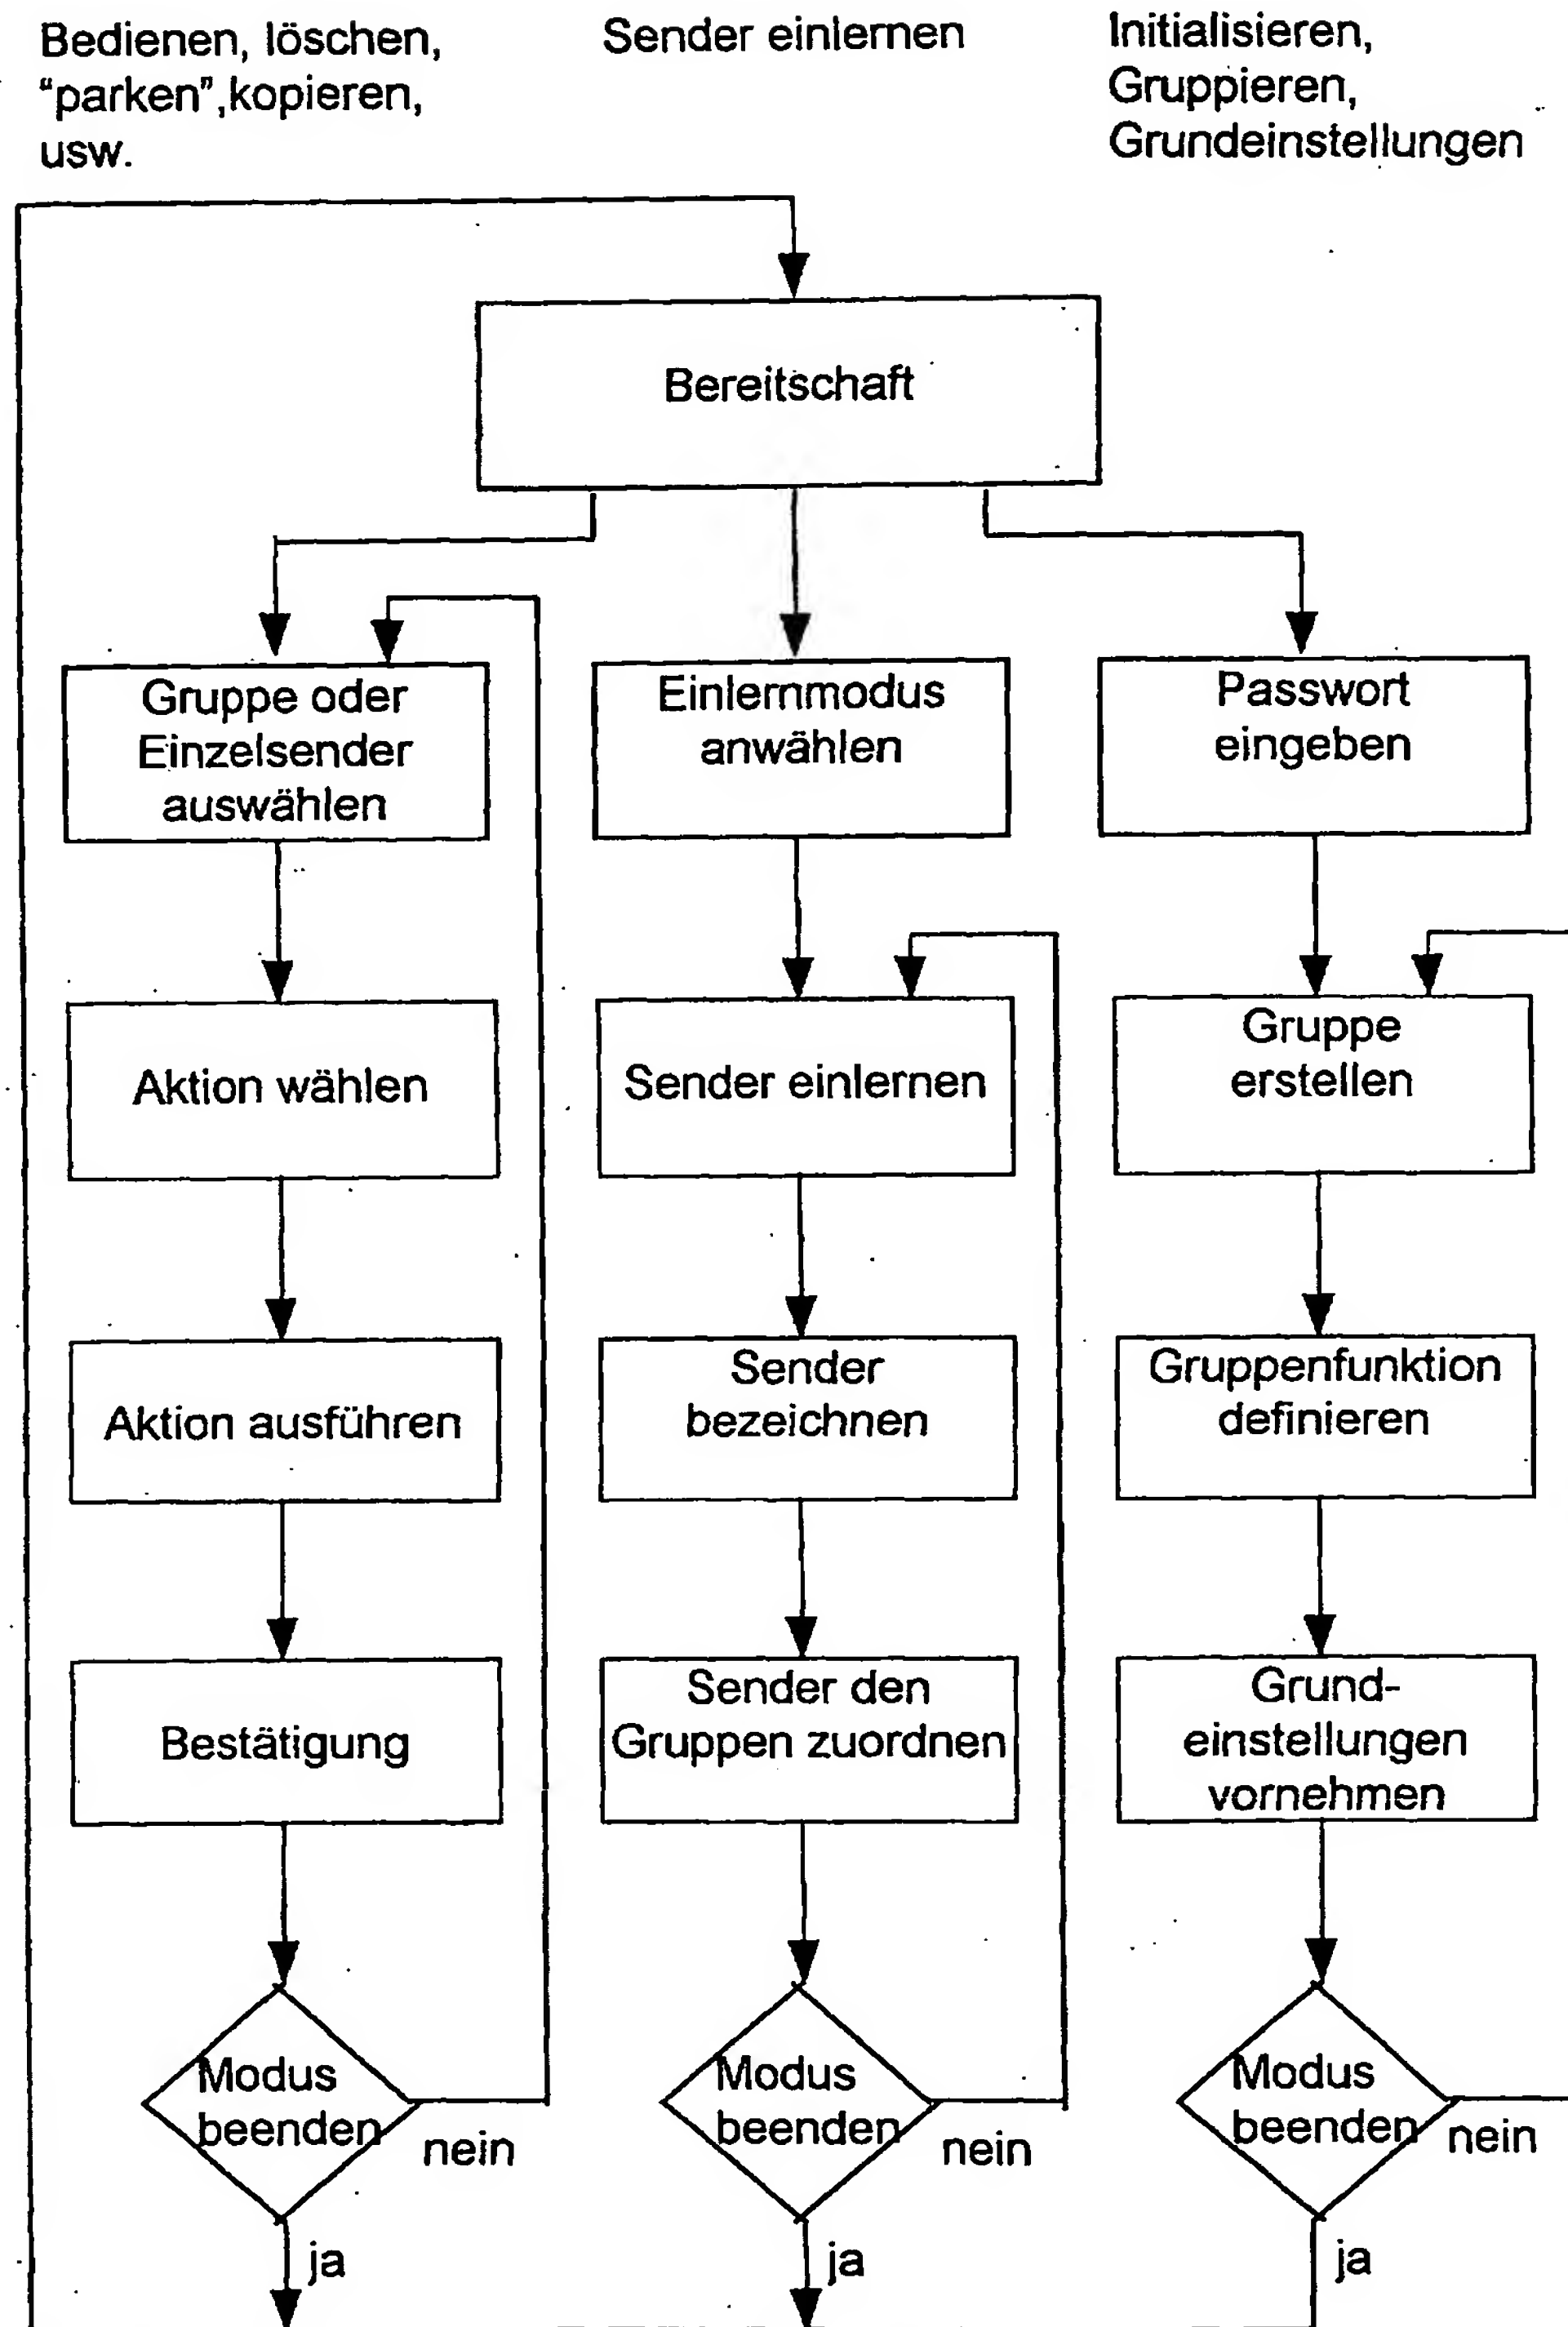 Bedienen, löschen,
“parken”,kopieren,
usw.
Sender einlernen
Initialisieren,
Gruppieren,
Grundeinstellungen
Bereitschaft
Gruppe oder
Einzelsender
auswählen
Einlernmodus
anwählen
Passwort
eingeben
Aktion wählen
Sender einlernen
Gruppe
erstellen
Aktion ausführen
Sender
bezeichnen
Gruppenfunktion
definieren
Bestätigung
Sender den
Gruppen zuordnen
Grund-
einstellungen
vornehmen
Modus
beenden
nein
ja
Modus
beenden
nein
ja
Modus
beenden
nein
ja